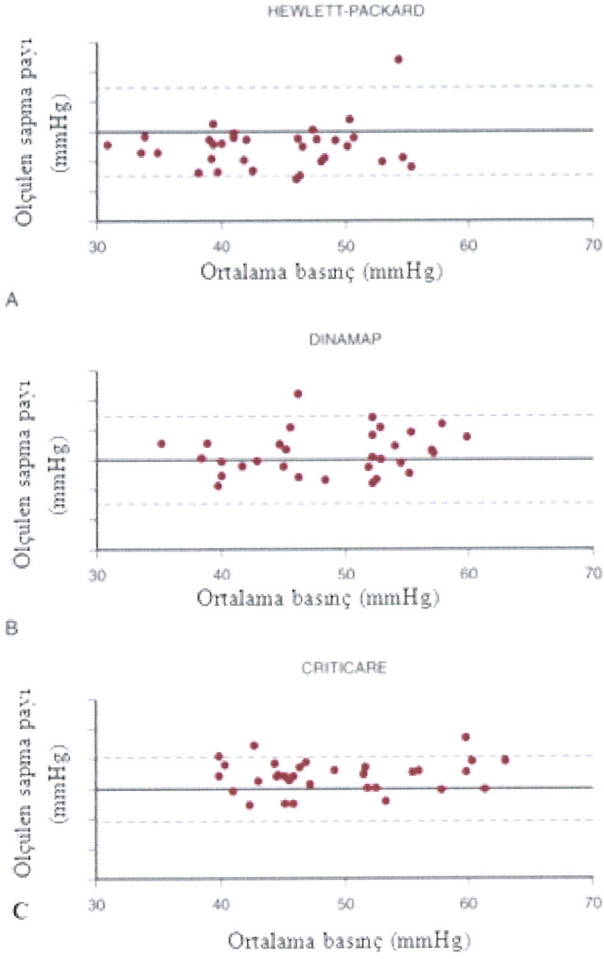 HEWLETT-PACKARD
Ölçülen sapma payı
(mmHg)
30 40 50 60 70
Ortalama basınç (mmHg)
A
DINAMAP
Ölçülen sapma payı
(mmHg)
30 40 50 60 70
Ortalama basınç (mmHg)
B
CRITICARE
Ölçülen sapma payı
(mmHg)
30 40 50 60 70
C
Ortalama basınç (mmHg)